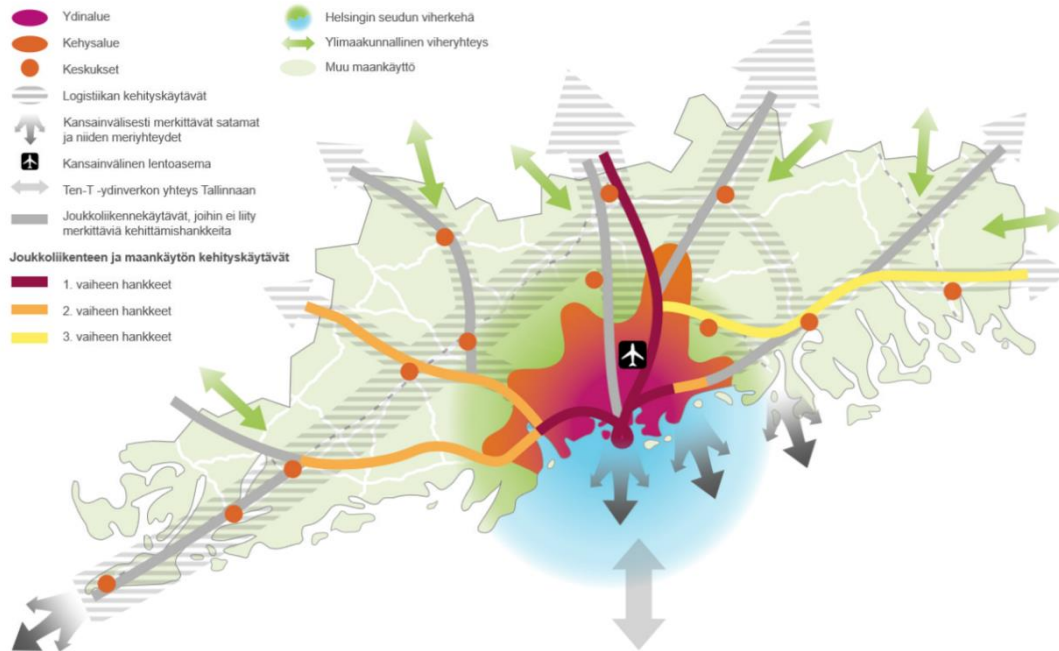 Ydinalue
Kehysalue
Keskukset
Logistiikan kehityskäytävät
Kansainvälisesti merkittävät satamat
ja niiden meriyhteydet
Kansainvälinen lentoasema
Ten-T -ydinverkon yhteys Tallinnaan
Joukkoliikennekäytävät, joihin ei liity
merkittäviä kehittämishankkeita
Joukkoliikenteen ja maankäytön kehityskäytävät
1. vaiheen hankkeet
2. vaiheen hankkeet
3. vaiheen hankkeet
Helsingin seudun viherkehä
Ylimaakunnallinen viheryhteys
Muu maankäyttö